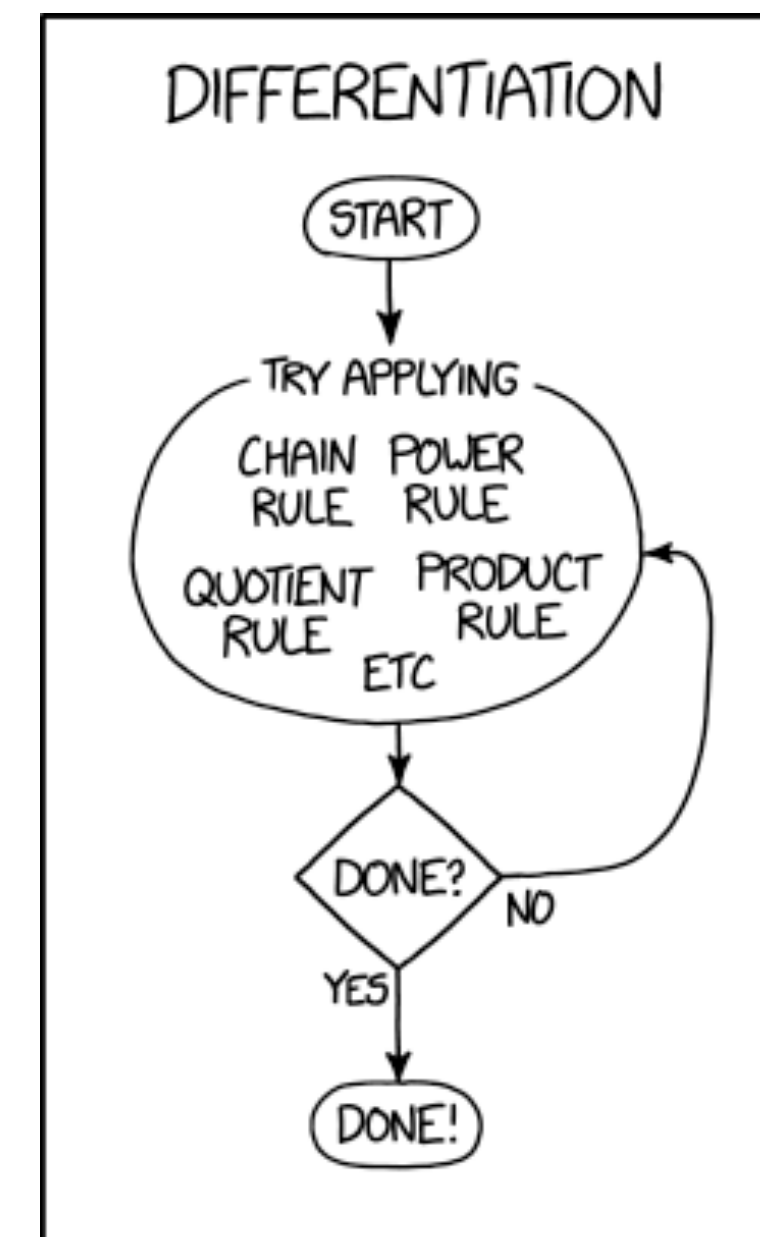 DIFFERENTIATION
START
TRY APPLYING
CHAIN RULE
POWER RULE
QUOTIENT RULE
PRODUCT RULE
ETC
DONE?
NO
YES
DONE!